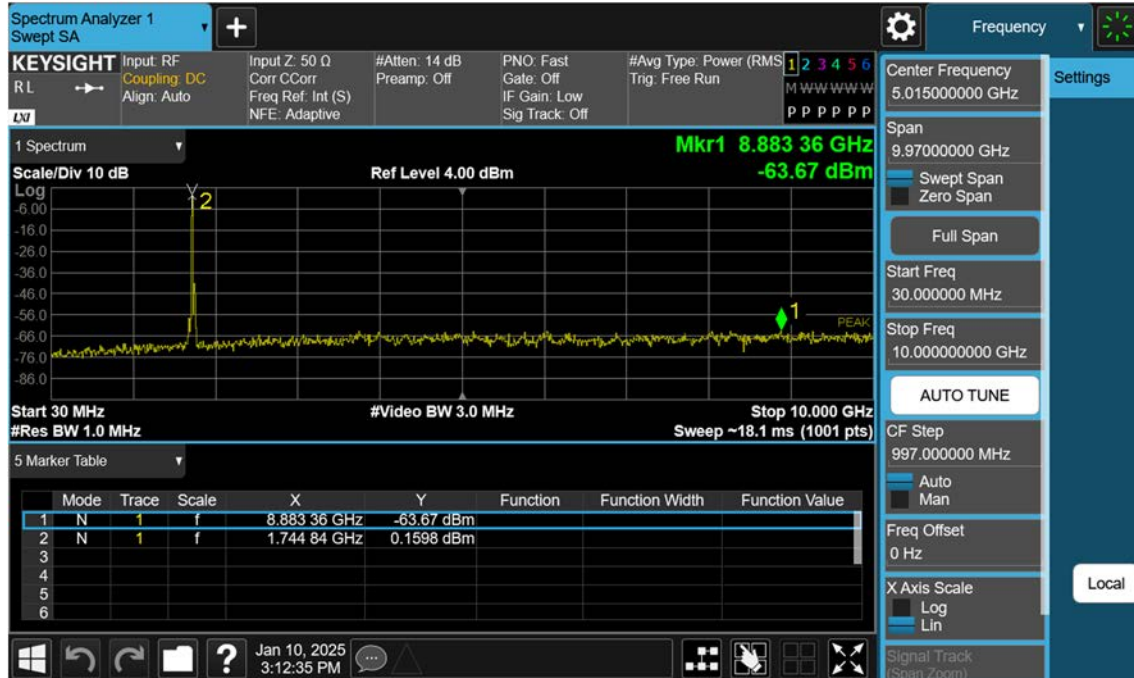 Spectrum Analyzer 1
Swept SA
+
Frequency
KEYSIGHT
RL
LXI
Input: RF
Coupling: DC
Align: Auto
Input Z: 50 Ω
Corr CCorr
Freq Ref: Int (S)
NFE: Adaptive
#Atten: 14 dB
Preamp: Off
PNO: Fast
Gate: Off
IF Gain: Low
Sig Track: Off
#Avg Type: Power (RMS
Trig: Free Run
1 2 3 4 5 6
M W W W W W
P P P P P P
1 Spectrum
Scale/Div 10 dB
Ref Level 4.00 dBm
Mkr1 8.883 36 GHz
-63.67 dBm
Log
-6.00
-16.0
-26.0
-36.0
-46.0
-56.0
-66.0
-76.0
-86.0
2
1
PEAK
Start 30 MHz
#Video BW 3.0 MHz
Stop 10.000 GHz
#Res BW 1.0 MHz
Sweep ~18.1 ms (1001 pts)
5 Marker Table
Mode Trace Scale X Y Function Function Width Function Value
1 N 1 f 8.883 36 GHz -63.67 dBm
2 N 1 f 1.744 84 GHz 0.1598 dBm
3
4
5
6
?
Jan 10, 2025
3:12:35 PM
Center Frequency
5.015000000 GHz
Span
9.97000000 GHz
Swept Span
Zero Span
Full Span
Start Freq
30.000000 MHz
Stop Freq
10.000000000 GHz
AUTO TUNE
CF Step
997.000000 MHz
Auto
Man
Freq Offset
0 Hz
X Axis Scale
Log
Lin
Signal Track
(Span Zoom)
Settings
Local